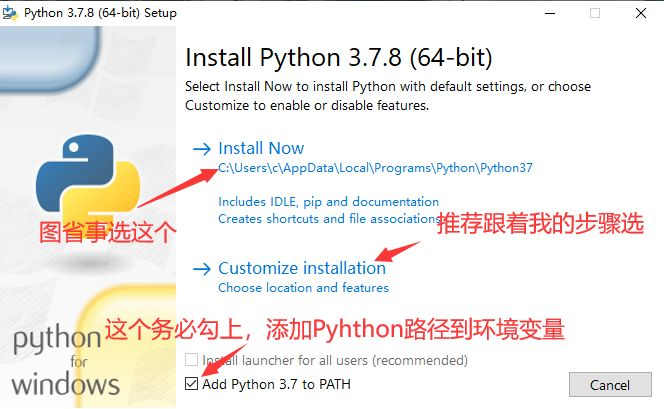 Python 3.7.8 (64-bit) Setup
Install Python 3.7.8 (64-bit)
Select Install Now to install Python with default settings, or choose
Customize to enable or disable features.
Install Now
C:\Users\c\AppData\Local\Programs\Python\Python37
图省事选这个
Includes IDLE, pip and documentation
Creates shortcuts and file associations
推荐跟着我的步骤选
Customize installation
Choose location and features
这个务必勾上，添加Pyhthon路径到环境变量
Install launcher for all users (recommended)
Add Python 3.7 to PATH
Cancel
python
for
windows